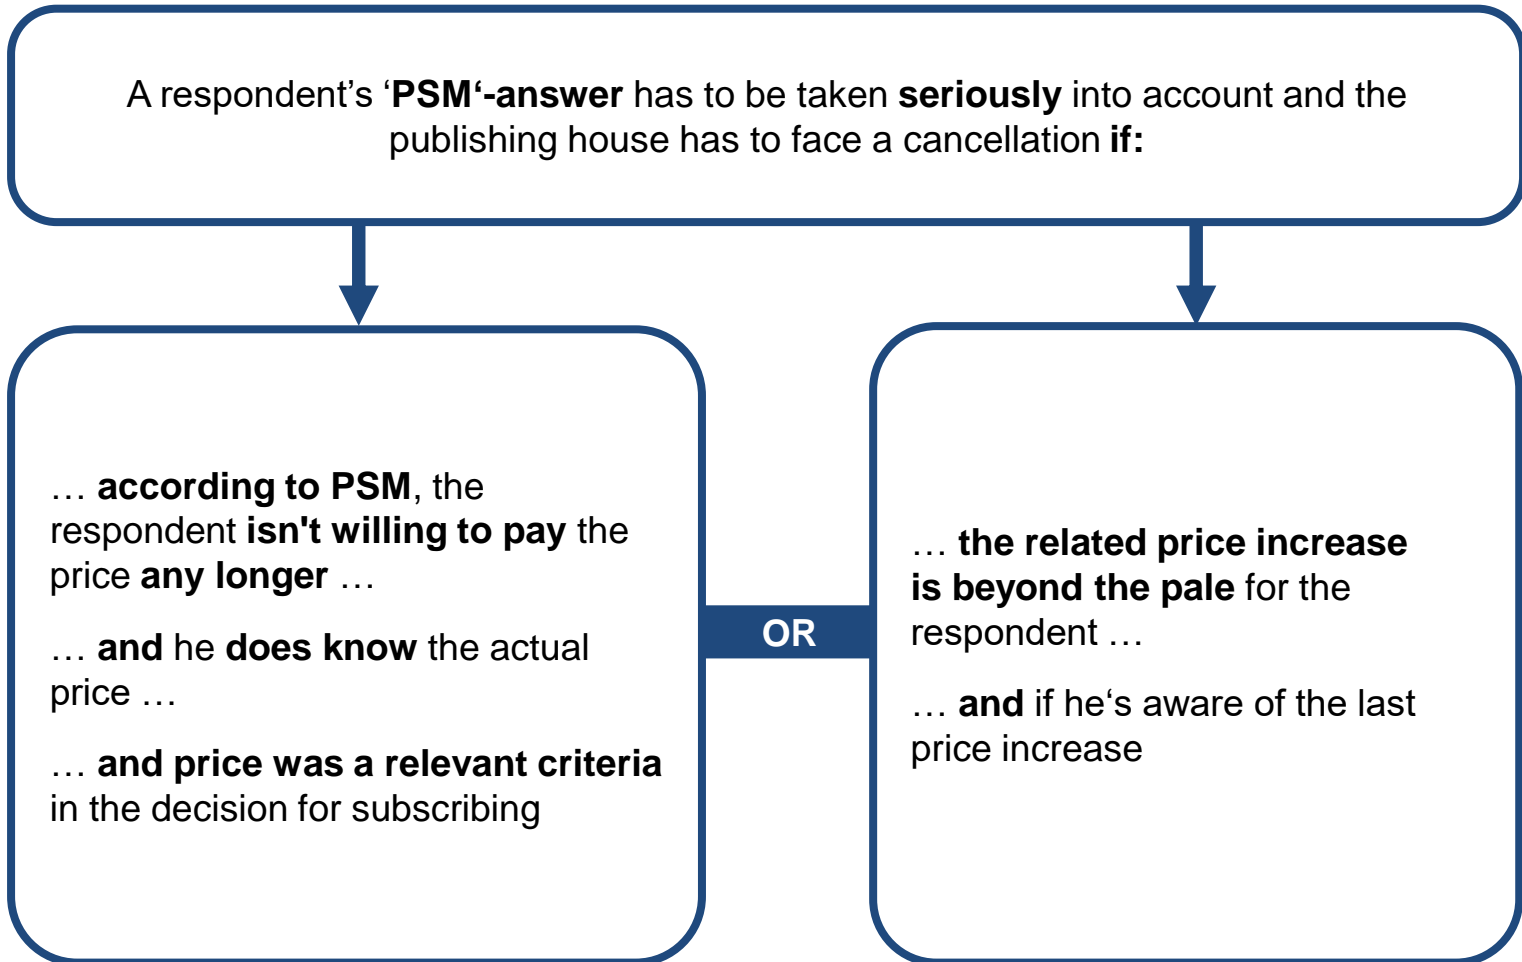 A respondent’s ‘PSM‘-answer has to be taken seriously into account and the
publishing house has to face a cancellation if:
… according to PSM, the
respondent isn't willing to pay the
price any longer …
… and he does know the actual
price …
… and price was a relevant criteria
in the decision for subscribing
OR
… the related price increase
is beyond the pale for the
respondent …
… and if he‘s aware of the last
price increase